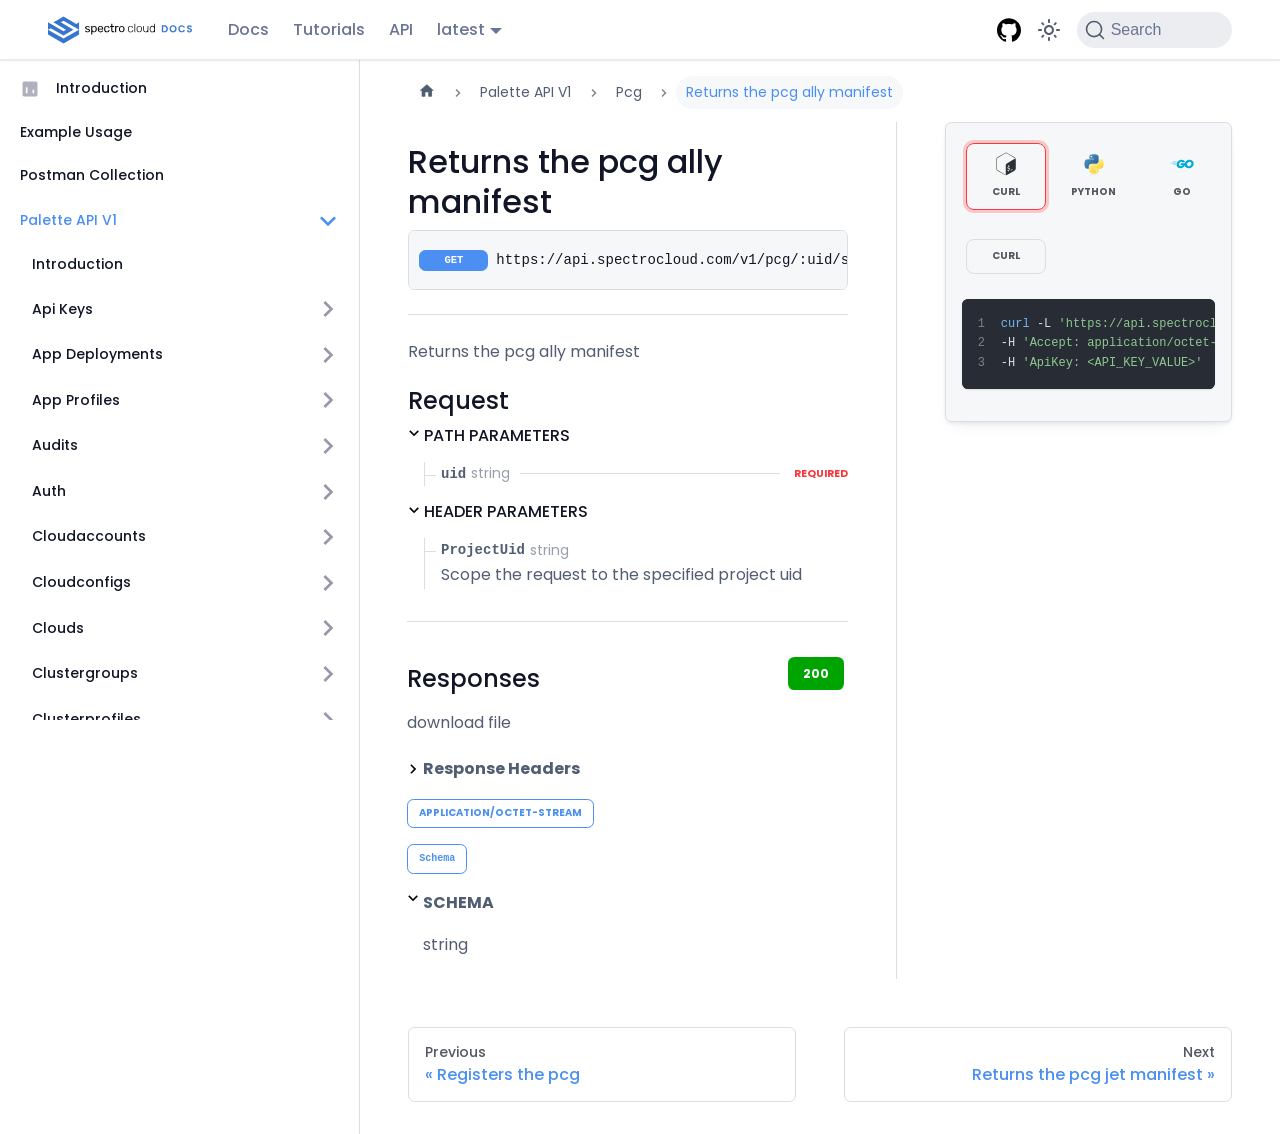 spectro cloud DOCS Docs Tutorials API latest Search
Introduction
Example Usage
Postman Collection
Palette API V1
Introduction
Api Keys
App Deployments
App Profiles
Audits
Auth
Cloudaccounts
Cloudconfigs
Clouds
Clustergroups
Clusterprofiles
Palette API V1 Pcg Returns the pcg ally manifest
Returns the pcg ally
manifest
GET https://api.spectrocloud.com/v1/pcg/:uid/s
Returns the pcg ally manifest
Request
PATH PARAMETERS
uid string REQUIRED
HEADER PARAMETERS
ProjectUid string
Scope the request to the specified project uid
Responses 200
download file
Response Headers
APPLICATION/OCTET-STREAM
Schema
SCHEMA
string
CURL PYTHON GO
CURL
1 curl -L 'https://api.spectrocl
2 -H 'Accept: application/octet-
3 -H 'ApiKey: <API_KEY_VALUE>'
Previous
« Registers the pcg
Next
Returns the pcg jet manifest »